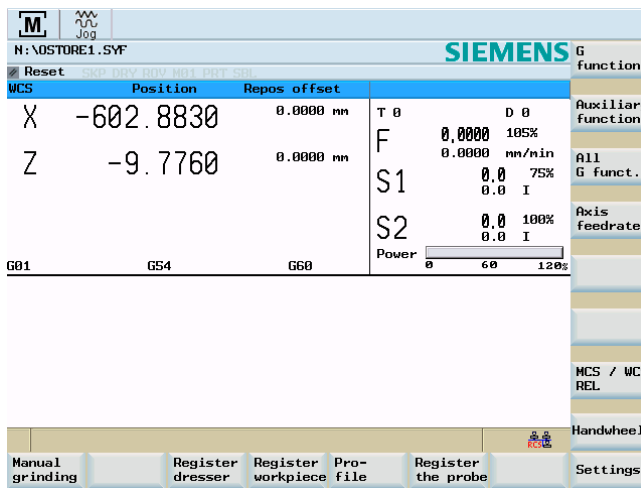 M
Jog
N:\OSTORE1.SYF
SIEMENS
Reset SKP DRY ROV M01 PRT SBL
WCS Position Repos offset
X -602.8830 0.0000 mm
Z -9.7760 0.0000 mm
T 0 D 0
F 0.0000 105%
0.0000 mm/min
S1 0.0 75%
0.0 I
S2 0.0 100%
0.0 I
Power
0 60 120%
G01 G54 G60
G
function
Auxiliar
function
All
G funct.
Axis
feedrate
MCS / WC
REL
Handwheel
Settings
RCS
Manual
grinding
Register
dresser
Register
workpiece
Pro-
file
Register
the probe